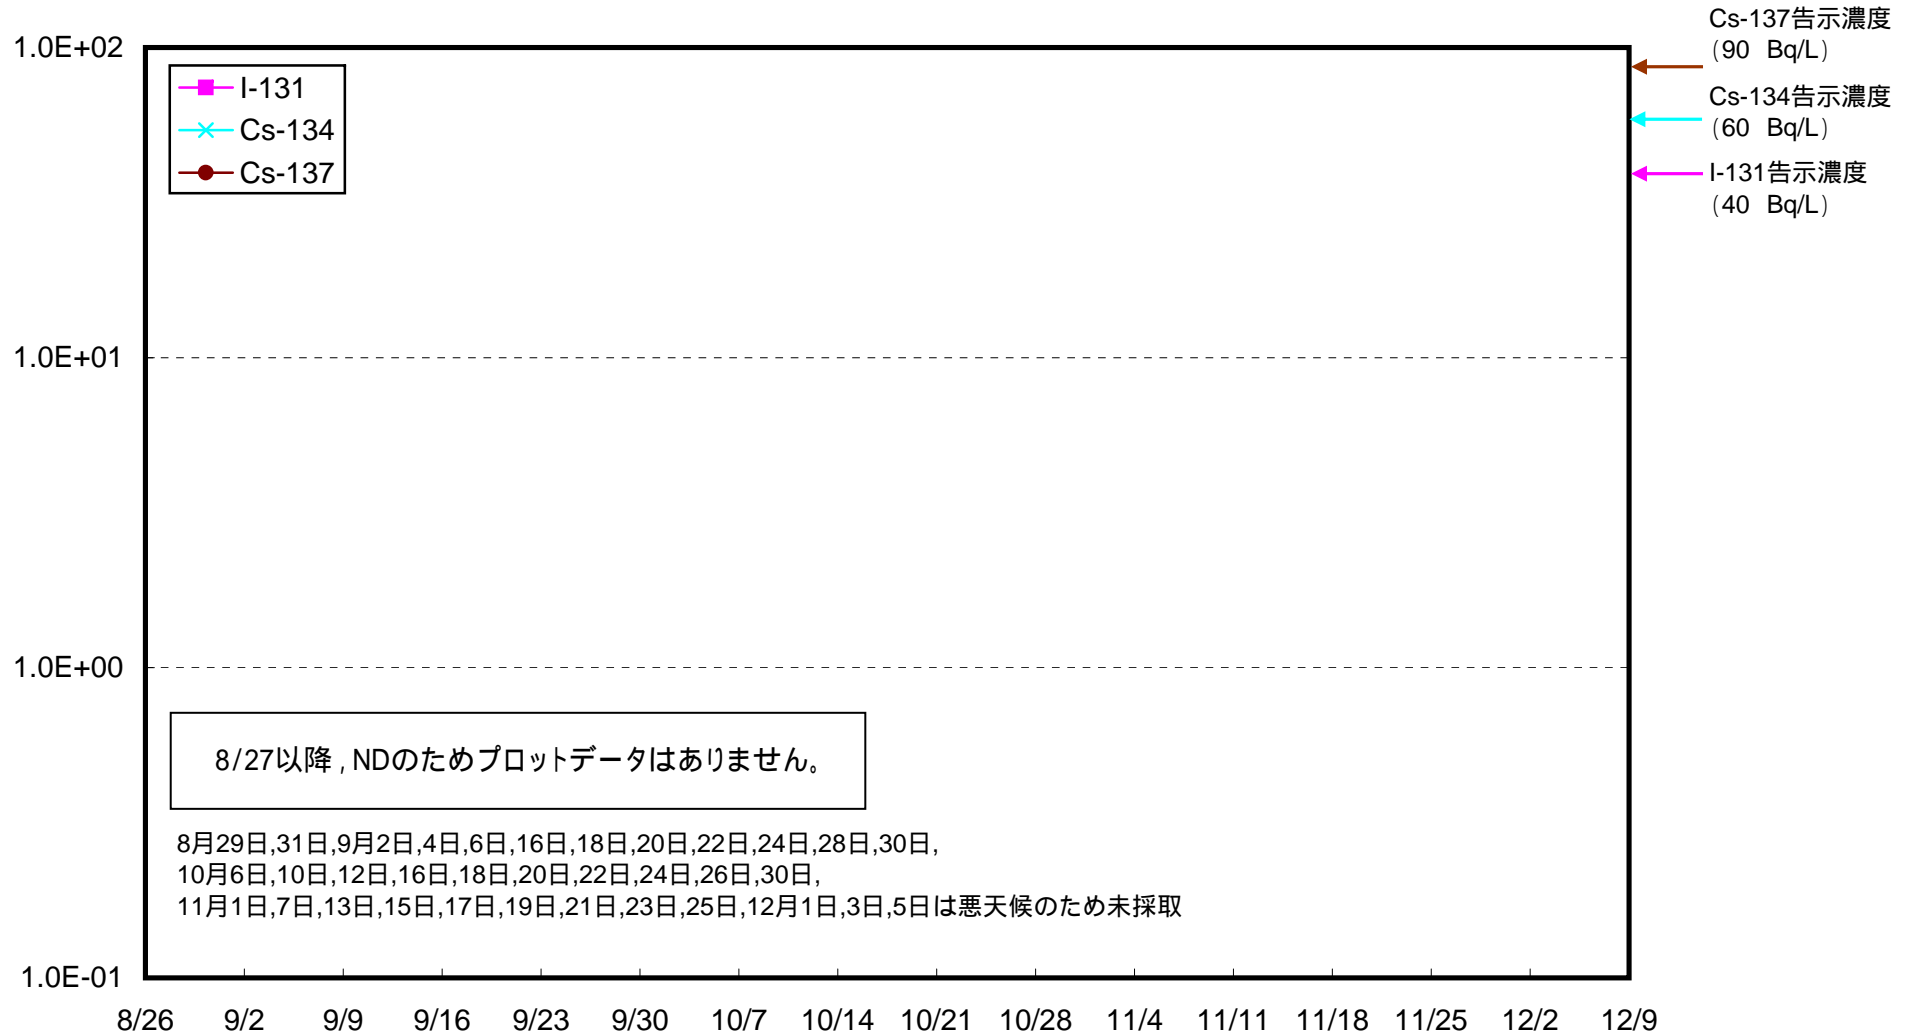 Cs-137告示濃度
(90 Bq/L)
Cs-134告示濃度
(60 Bq/L)
I-131告示濃度
(40 Bq/L)
1.0E+02
1.0E+01
1.0E+00
1.0E-01
I-131
Cs-134
Cs-137
8/27以降,NDのためプロットデータはありません。
8月29日,31日,9月2日,4日,6日,16日,18日,20日,22日,24日,28日,30日,
10月6日,10日,12日,16日,18日,20日,22日,24日,26日,30日,
11月1日,7日,13日,15日,17日,19日,21日,23日,25日,12月1日,3日,5日は悪天候のため未採取
8/26 9/2 9/9 9/16 9/23 9/30 10/7 10/14 10/21 10/28 11/4 11/11 11/18 11/25 12/2 12/9